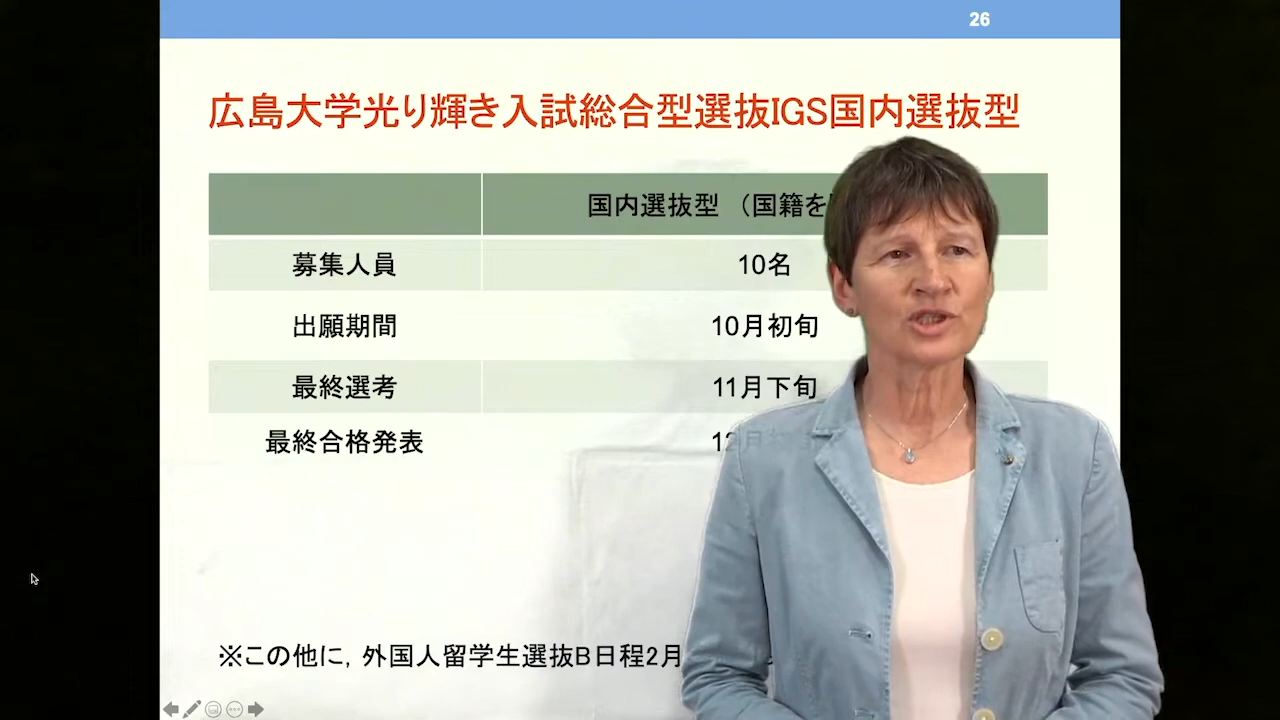 26
広島大学光り輝き入試総合型選抜IGS国内選抜型
国内選抜型 （国籍を
募集人員 10名
出願期間 10月初旬
最終選考 11月下旬
最終合格発表 12月
※この他に, 外国人留学生選抜B日程2月